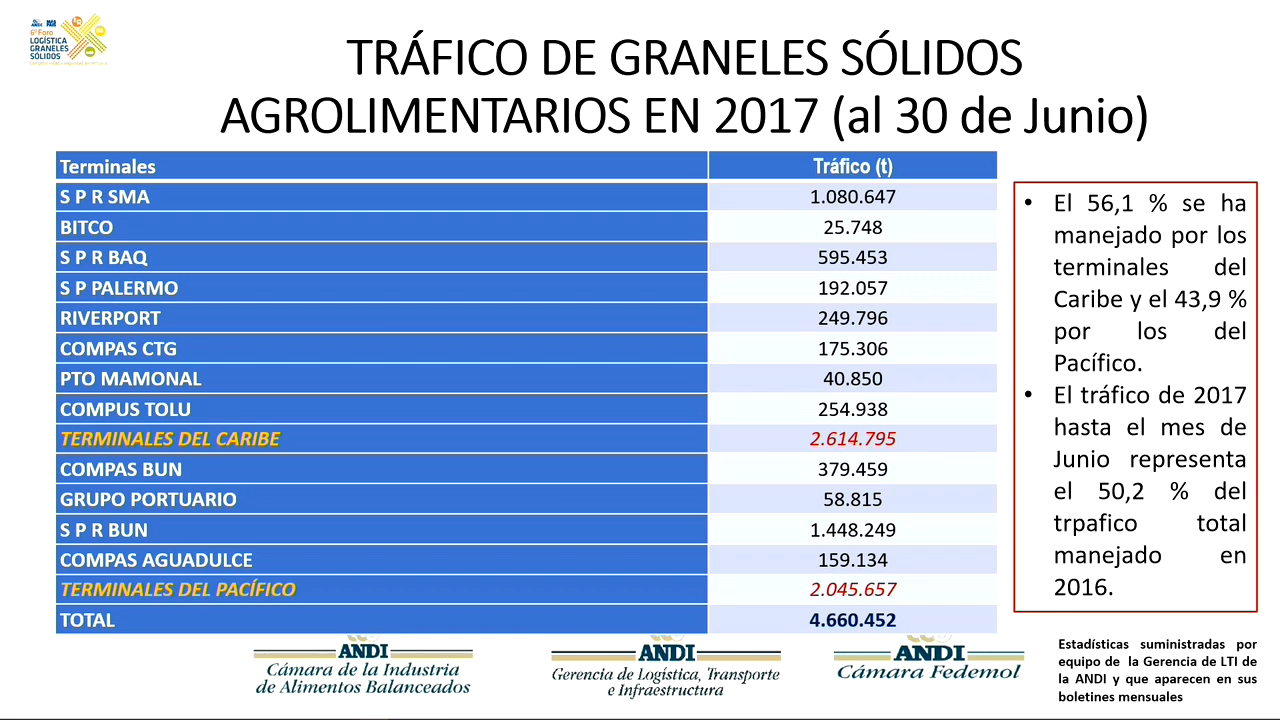 ANDI
6º Foro
LOGÍSTICA
GRANELES
SÓLIDOS
TRÁFICO DE GRANELES SÓLIDOS
AGROLIMENTARIOS EN 2017 (al 30 de Junio)
Terminales Tráfico (t)
S P R SMA 1.080.647
BITCO 25.748
S P R BAQ 595.453
S P PALERMO 192.057
RIVERPORT 249.796
COMPAS CTG 175.306
PTO MAMONAL 40.850
COMPUS TOLU 254.938
TERMINALES DEL CARIBE 2.614.795
COMPAS BUN 379.459
GRUPO PORTUARIO 58.815
S P R BUN 1.448.249
COMPAS AGUADULCE 159.134
TERMINALES DEL PACÍFICO 2.045.657
TOTAL 4.660.452
• El 56,1 % se ha
manejado por los
terminales del
Caribe y el 43,9 %
por los del
Pacífico.
• El tráfico de 2017
hasta el mes de
Junio representa
el 50,2 % del
trpafico total
manejado en
2016.
ANDI
Cámara de la Industria
de Alimentos Balanceados
ANDI
Gerencia de Logística, Transporte
e Infraestructura
ANDI
Cámara Fedemol
Estadísticas suministradas por
equipo de la Gerencia de LTI de
la ANDI y que aparecen en sus
boletines mensuales